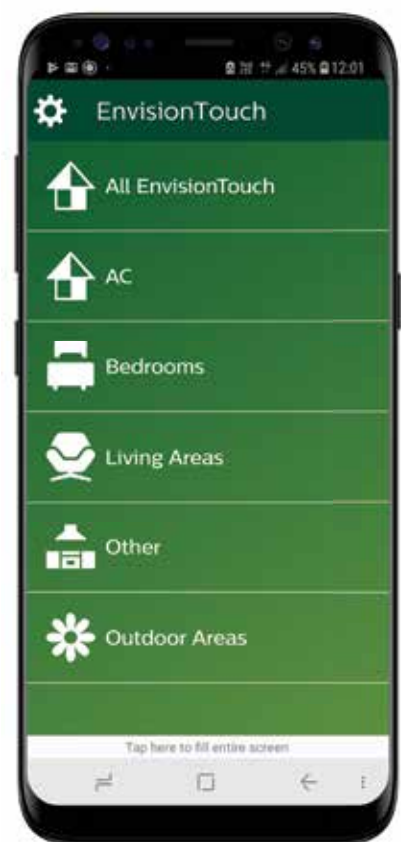 45% 12:01
EnvisionTouch
All EnvisionTouch
AC
Bedrooms
Living Areas
Other
Outdoor Areas
Tap here to fill entire screen